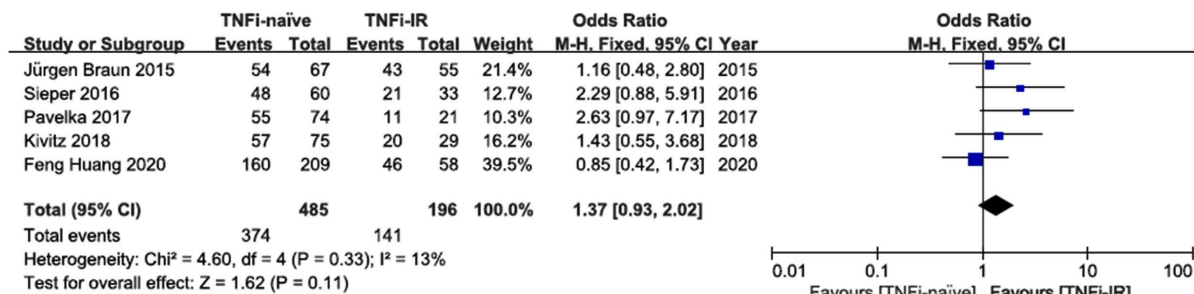 TNFi-naïve TNFi-IR Odds Ratio Odds Ratio
Study or Subgroup Events Total Events Total Weight M-H, Fixed, 95% CI Year M-H, Fixed, 95% CI
Jürgen Braun 2015 54 67 43 55 21.4% 1.16 [0.48, 2.80] 2015
Sieper 2016 48 60 21 33 12.7% 2.29 [0.88, 5.91] 2016
Pavelka 2017 55 74 11 21 10.3% 2.63 [0.97, 7.17] 2017
Kivitz 2018 57 75 20 29 16.2% 1.43 [0.55, 3.68] 2018
Feng Huang 2020 160 209 46 58 39.5% 0.85 [0.42, 1.73] 2020
Total (95% CI) 485 196 100.0% 1.37 [0.93, 2.02]
Total events 374 141
Heterogeneity: Chi² = 4.60, df = 4 (P = 0.33); I² = 13%
Test for overall effect: Z = 1.62 (P = 0.11)
0.01 0.1 1 10 100
Favours [TNFi-naïve] Favours [TNFi-IR]